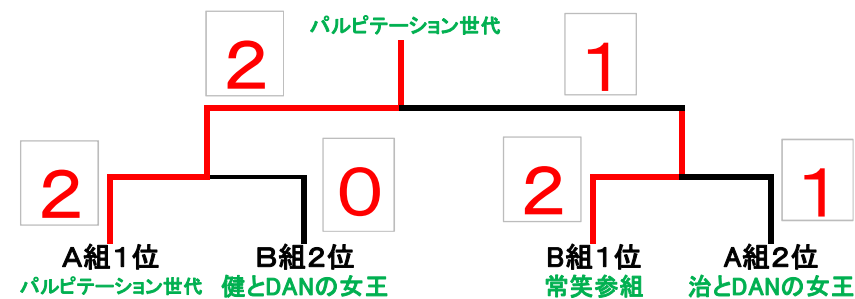 パルピテーション世代
2
1
2
0
2
1
A組1位
B組2位
B組1位
A組2位
パルピテーション世代
健とDANの女王
常笑参組
治とDANの女王